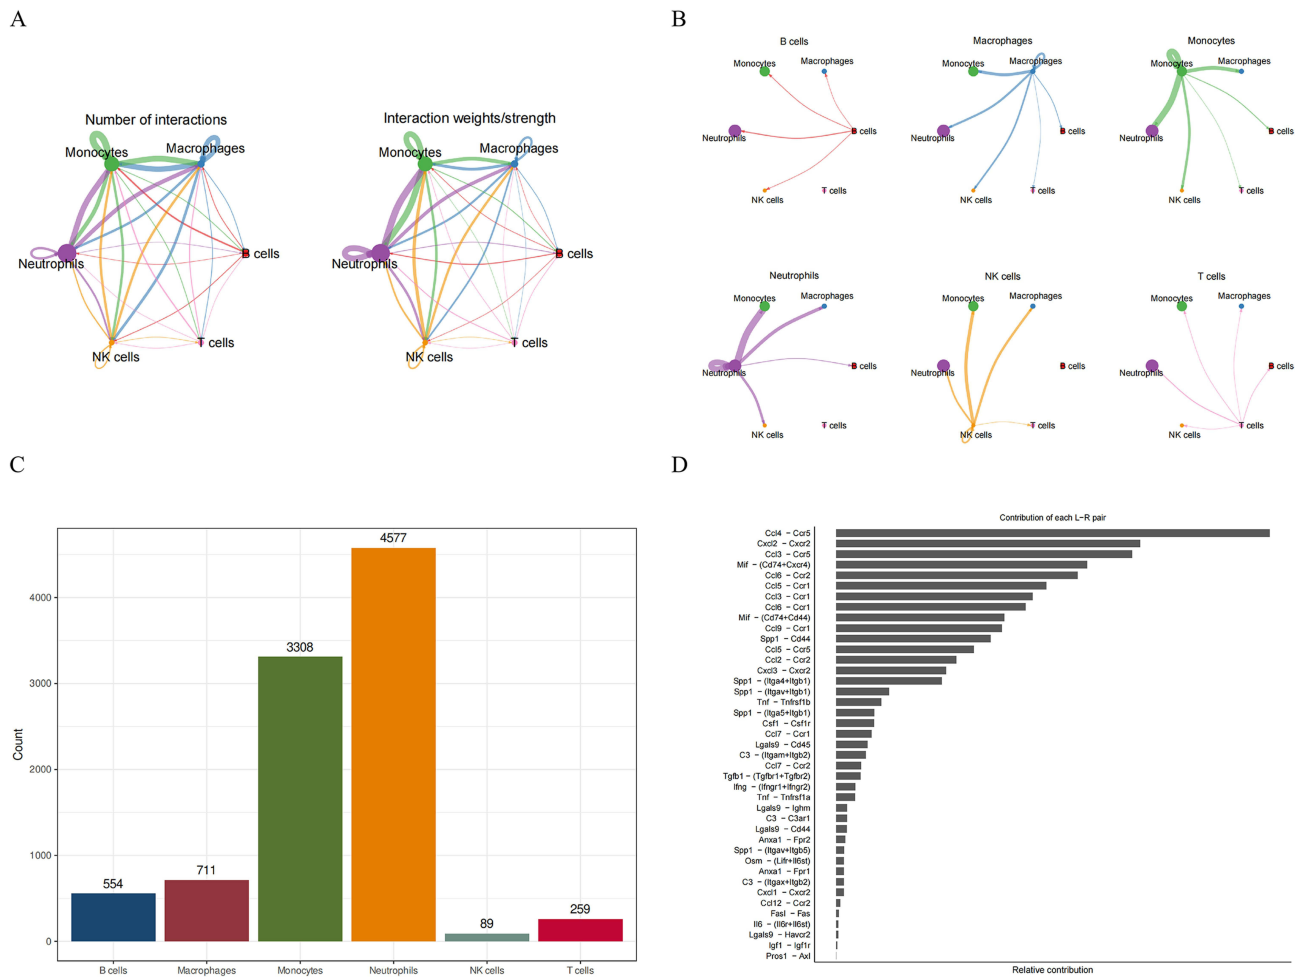 A
Number of interactions
Monocytes
Macrophages
Neutrophils
B cells
NK cells
T cells
Interaction weights/strength
Monocytes
Macrophages
Neutrophils
B cells
NK cells
T cells
B
B cells
Monocytes
Macrophages
Neutrophils
B cells
NK cells
T cells
Macrophages
Monocytes
Macrophages
Neutrophils
B cells
NK cells
T cells
Monocytes
Monocytes
Macrophages
Neutrophils
B cells
NK cells
T cells
Neutrophils
Monocytes
Macrophages
Neutrophils
B cells
NK cells
T cells
NK cells
Monocytes
Macrophages
Neutrophils
B cells
NK cells
T cells
T cells
Monocytes
Macrophages
Neutrophils
B cells
NK cells
T cells
C
Count
4000
3000
2000
1000
0
554
711
3308
4577
89
259
B cells
Macrophages
Monocytes
Neutrophils
NK cells
T cells
D
Contribution of each L−R pair
Ccl4 − Ccr5
Cxcl2 − Cxcr2
Ccl3 − Ccr5
Mif − (Cd74+Cxcr4)
Ccl6 − Ccr2
Ccl5 − Ccr1
Ccl3 − Ccr1
Ccl6 − Ccr1
Mif − (Cd74+Cd44)
Ccl9 − Ccr1
Spp1 − Cd44
Ccl5 − Ccr5
Ccl2 − Ccr2
Cxcl3 − Cxcr2
Spp1 − (Itga4+Itgb1)
Spp1 − (Itgav+Itgb1)
Tnf − Tnfrsf1b
Spp1 − (Itga5+Itgb1)
Csf1 − Csf1r
Ccl7 − Ccr1
Lgals9 − Cd45
C3 − (Itgam+Itgb2)
Ccl7 − Ccr2
Tgfb1 − (Tgfbr1+Tgfbr2)
Ifng − (Ifngr1+Ifngr2)
Tnf − Tnfrsf1a
Lgals9 − Ighm
C3 − C3ar1
Lgals9 − Cd44
Anxa1 − Fpr2
Spp1 − (Itgav+Itgb5)
Osm − (Lifr+Il6st)
Anxa1 − Fpr1
C3 − (Itgax+Itgb2)
Cxcl1 − Cxcr2
Ccl12 − Ccr2
Fasl − Fas
Il6 − (Il6r+Il6st)
Lgals9 − Havcr2
Igf1 − Igf1r
Pros1 − Axl
Relative contribution